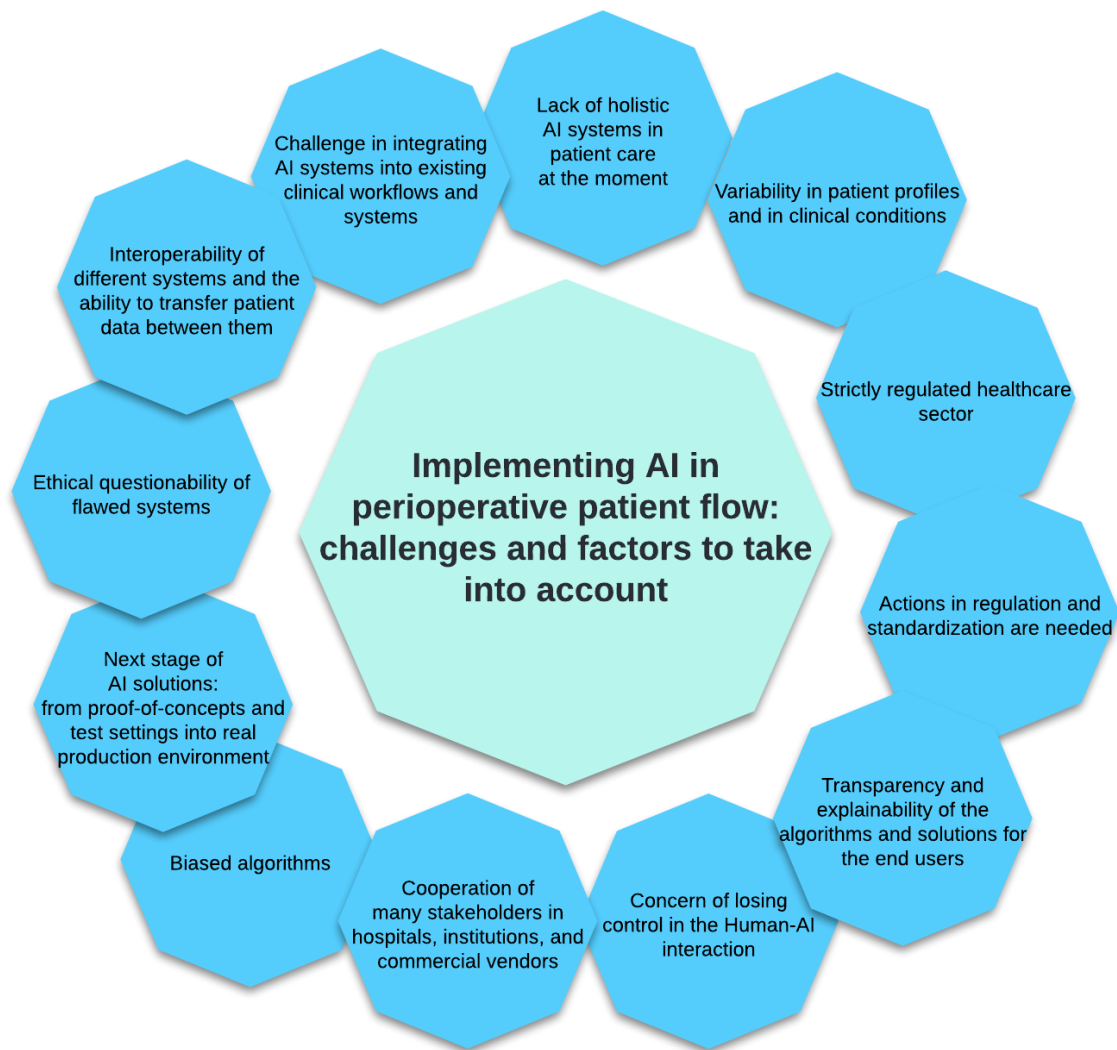 Lack of holistic
AI systems in
patient care
at the moment
Variability in patient profiles
and in clinical conditions
Strictly regulated healthcare
sector
Actions in regulation and
standardization are needed
Transparency and
explainability of the
algorithms and solutions for
the end users
Concern of losing
control in the Human-AI
interaction
Cooperation of
many stakeholders in
hospitals, institutions, and
commercial vendors
Biased algorithms
Next stage of
AI solutions:
from proof-of-concepts and
test settings into real
production environment
Ethical questionability of
flawed systems
Interoperability of
different systems and the
ability to transfer patient
data between them
Challenge in integrating
AI systems into existing
clinical workflows and
systems
Implementing AI in
perioperative patient flow:
challenges and factors to take
into account